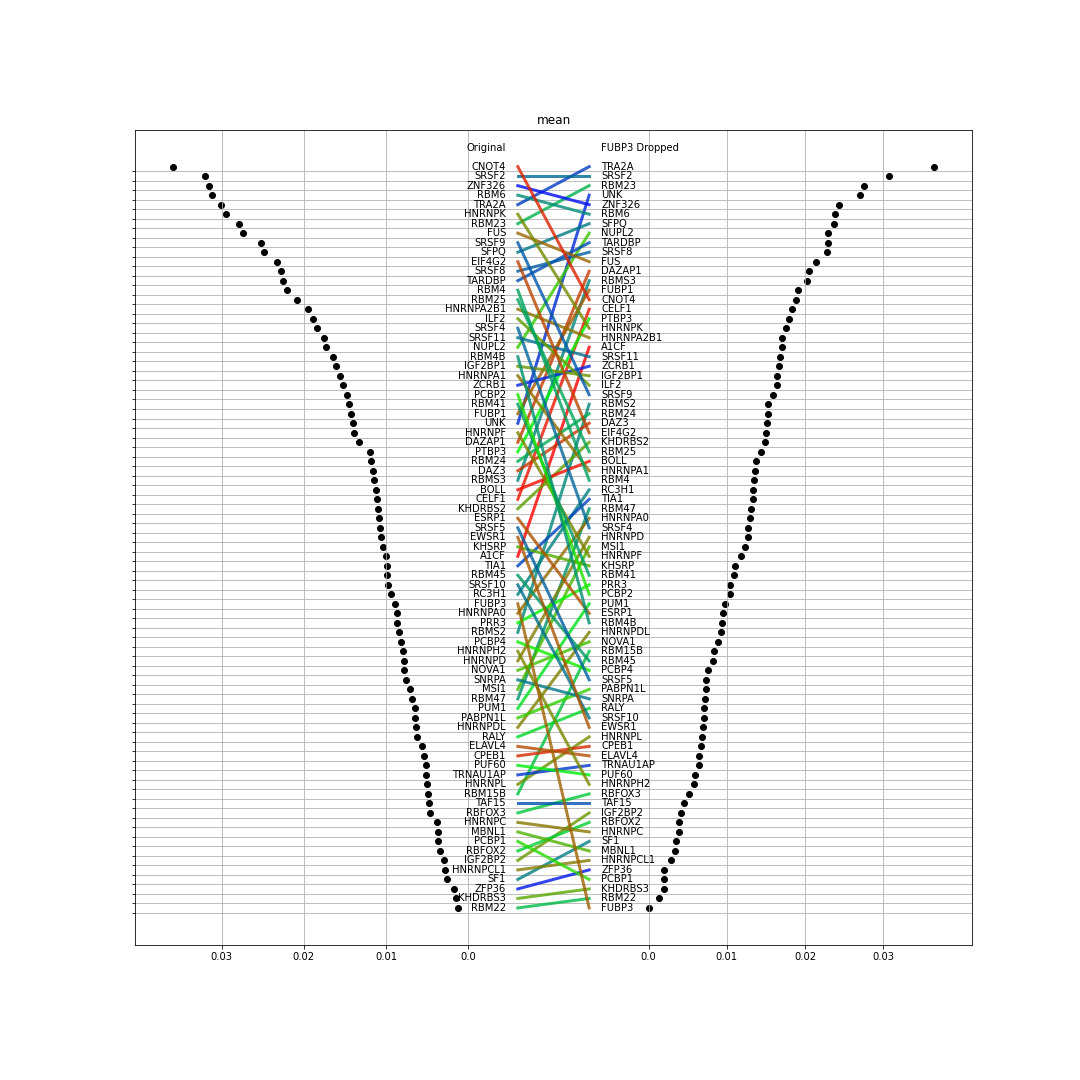 mean
Original FUBP3 Dropped
CNOT4 TRA2A
SRSF2 SRSF2
ZNF326 RBM23
RBM6 UNK
TRA2A ZNF326
HNRNPK RBM6
RBM23 SFPQ
FUS NUPL2
SRSF9 TARDBP
SFPQ SRSF8
EIF4G2 FUS
SRSF8 DAZAP1
TARDBP RBMS3
RBM4 FUBP1
RBM25 CNOT4
HNRNPA2B1 CELF1
ILF2 PTBP3
SRSF4 HNRNPK
SRSF11 HNRNPA2B1
NUPL2 A1CF
RBM4B SRSF11
IGF2BP1 ZCRB1
HNRNPA1 IGF2BP1
ZCRB1 ILF2
PCBP2 SRSF9
RBM41 RBMS2
FUBP1 RBM24
UNK DAZ3
HNRNPF EIF4G2
DAZAP1 KHDRBS2
PTBP3 RBM25
RBM24 BOLL
DAZ3 HNRNPA1
RBMS3 RBM4
BOLL RC3H1
CELF1 TIA1
KHDRBS2 RBM47
ESRP1 HNRNPA0
SRSF5 SRSF4
EWSR1 HNRNPD
KHSRP MSI1
A1CF HNRNPF
TIA1 KHSRP
RBM45 RBM41
SRSF10 PRR3
RC3H1 PCBP2
FUBP3 PUM1
HNRNPA0 ESRP1
PRR3 RBM4B
RBMS2 HNRNPDL
PCBP4 NOVA1
HNRNPH2 RBM15B
HNRNPD RBM45
NOVA1 PCBP4
SNRPA SRSF5
MSI1 PABPN1L
RBM47 SNRPA
PUM1 RALY
PABPN1L SRSF10
HNRNPDL EWSR1
RALY HNRNPL
ELAVL4 CPEB1
CPEB1 ELAVL4
PUF60 TRNAU1AP
TRNAU1AP PUF60
HNRNPL HNRNPH2
RBM15B RBFOX3
TAF15 TAF15
RBFOX3 IGF2BP2
HNRNPC RBFOX2
MBNL1 HNRNPC
PCBP1 SF1
RBFOX2 MBNL1
IGF2BP2 HNRNPCL1
HNRNPCL1 ZFP36
SF1 PCBP1
ZFP36 KHDRBS3
KHDRBS3 RBM22
RBM22 FUBP3
0.03 0.02 0.01 0.0 0.0 0.01 0.02 0.03